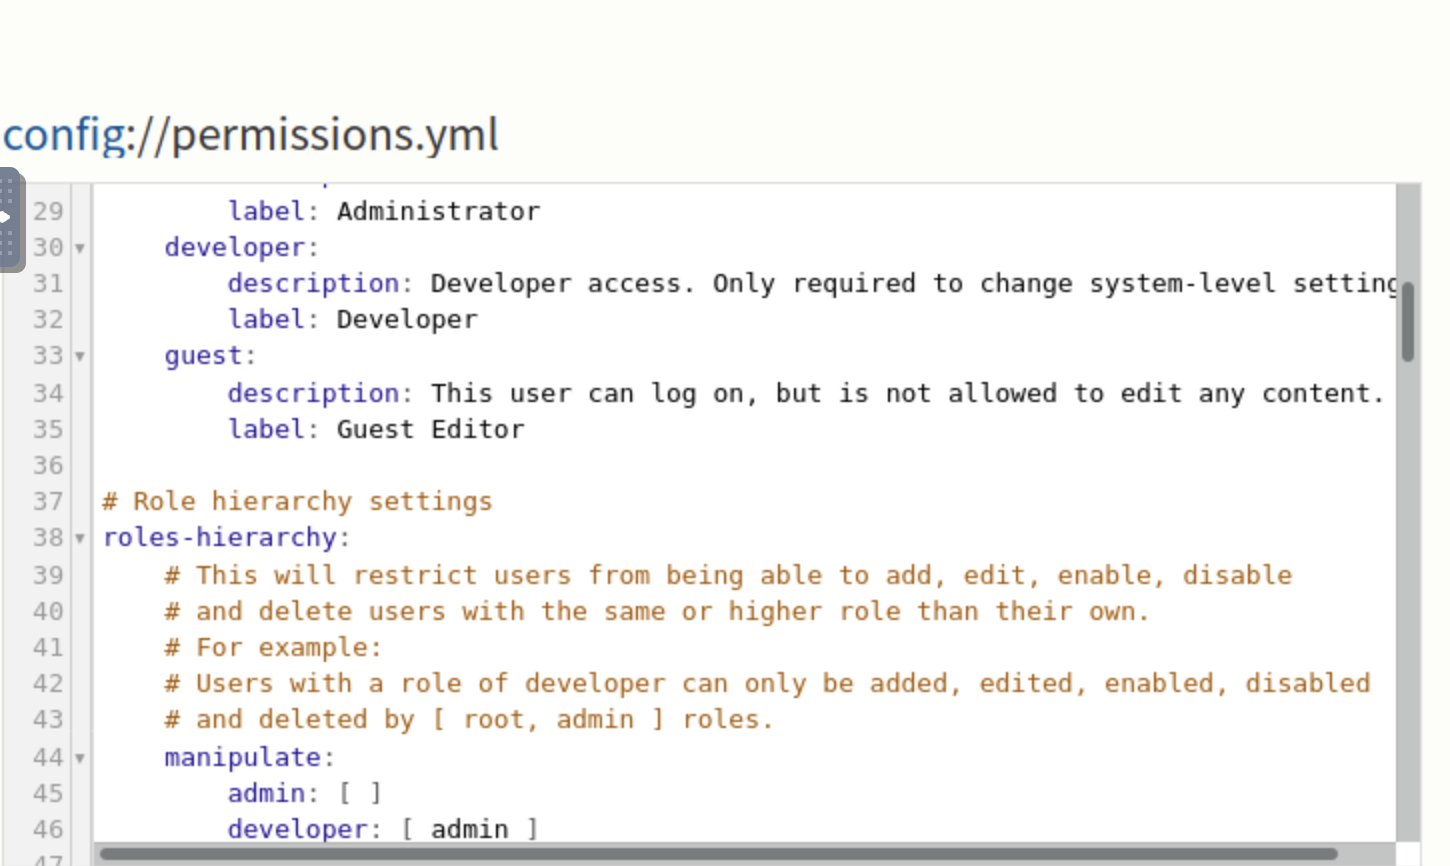 config://permissions.yml
29 label: Administrator
30 developer:
31 description: Developer access. Only required to change system-level setting
32 label: Developer
33 guest:
34 description: This user can log on, but is not allowed to edit any content.
35 label: Guest Editor
36
37 # Role hierarchy settings
38 roles-hierarchy:
39 # This will restrict users from being able to add, edit, enable, disable
40 # and delete users with the same or higher role than their own.
41 # For example:
42 # Users with a role of developer can only be added, edited, enabled, disabled
43 # and deleted by [ root, admin ] roles.
44 manipulate:
45 admin: [ ]
46 developer: [ admin ]
47